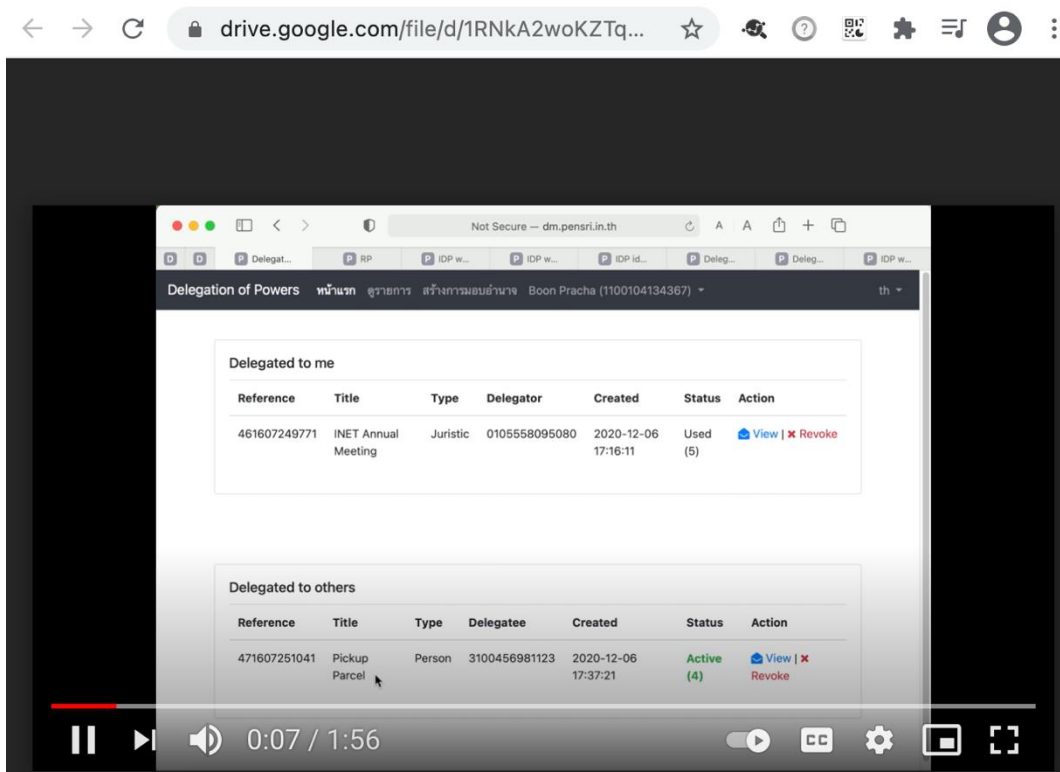 drive.google.com/file/d/1RNkA2woKZTq...
Not Secure — dm.pensri.in.th
A A
D D P Delegat... P RP P IDP w... P IDP w... P IDP id... P Deleg... P Deleg... P IDP w...
Delegation of Powers หน้าแรก ดูรายการ สร้างการมอบอำนาจ Boon Pracha (1100104134367) th
Delegated to me
Reference Title Type Delegator Created Status Action
461607249771 INET Annual Juristic 0105558095080 2020-12-06 Used View | Revoke
Meeting 17:16:11 (5)
Delegated to others
Reference Title Type Delegatee Created Status Action
471607251041 Pickup Person 3100456981123 2020-12-06 Active View |
Parcel 17:37:21 (4) Revoke
0:07 / 1:56 CC